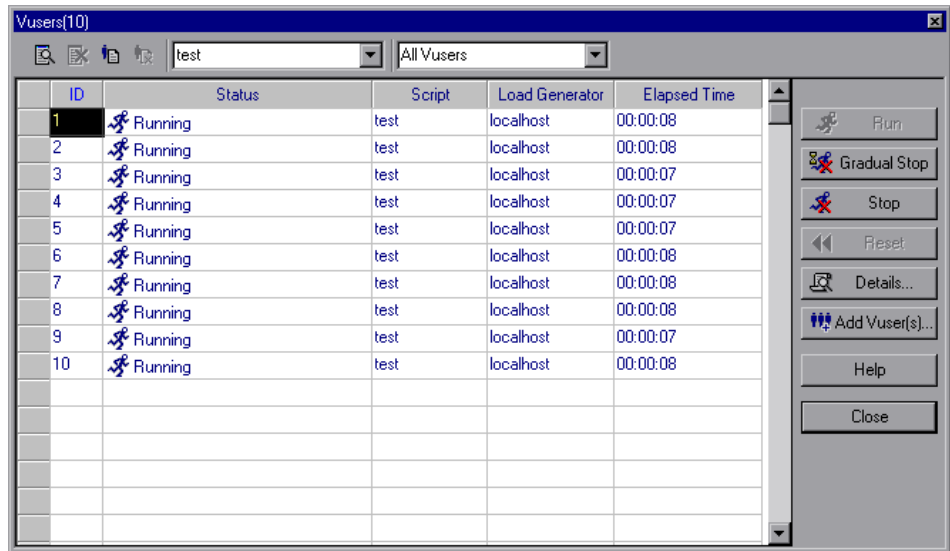 Vusers(10)
test All Vusers
ID Status Script Load Generator Elapsed Time
1 Running test localhost 00:00:08
2 Running test localhost 00:00:08
3 Running test localhost 00:00:07
4 Running test localhost 00:00:07
5 Running test localhost 00:00:07
6 Running test localhost 00:00:08
7 Running test localhost 00:00:08
8 Running test localhost 00:00:08
9 Running test localhost 00:00:07
10 Running test localhost 00:00:08
Run
Gradual Stop
Stop
Reset
Details...
Add Vuser(s)...
Help
Close